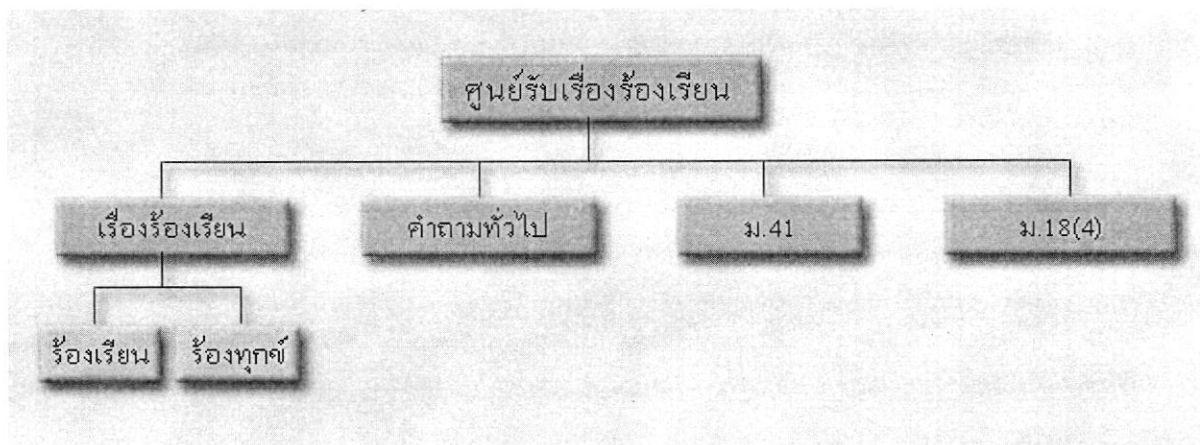 ศูนย์รับเรื่องร้องเรียน
เรื่องร้องเรียน
คำถามทั่วไป
ม.41
ม.18(4)
ร้องเรียน
ร้องทุกข์